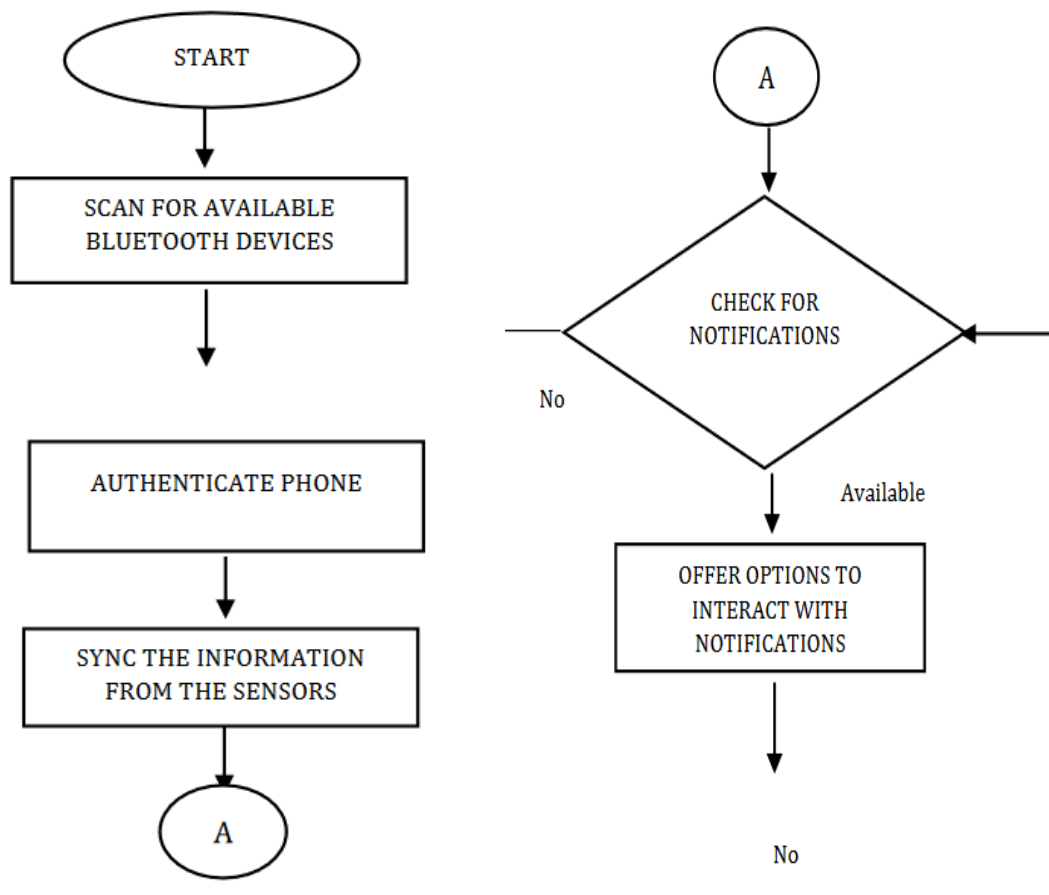 START
SCAN FOR AVAILABLE
BLUETOOTH DEVICES
AUTHENTICATE PHONE
SYNC THE INFORMATION
FROM THE SENSORS
A
A
CHECK FOR
NOTIFICATIONS
No
Available
OFFER OPTIONS TO
INTERACT WITH
NOTIFICATIONS
No